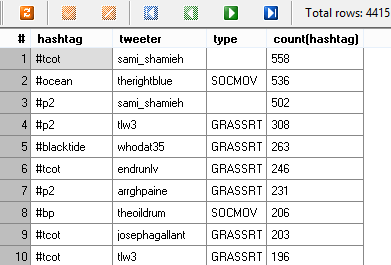 Total rows: 4415
# hashtag tweeter type count(hashtag)
1 #tcot sami_shamieh 558
2 #ocean therightblue SOCMOV 536
3 #p2 sami_shamieh 502
4 #p2 tlw3 GRASSRT 308
5 #blacktide whodat35 GRASSRT 263
6 #tcot endrunlv GRASSRT 246
7 #p2 arrghpaine GRASSRT 231
8 #bp theoildrum SOCMOV 206
9 #tcot josephagallant GRASSRT 203
10 #tcot tlw3 GRASSRT 196